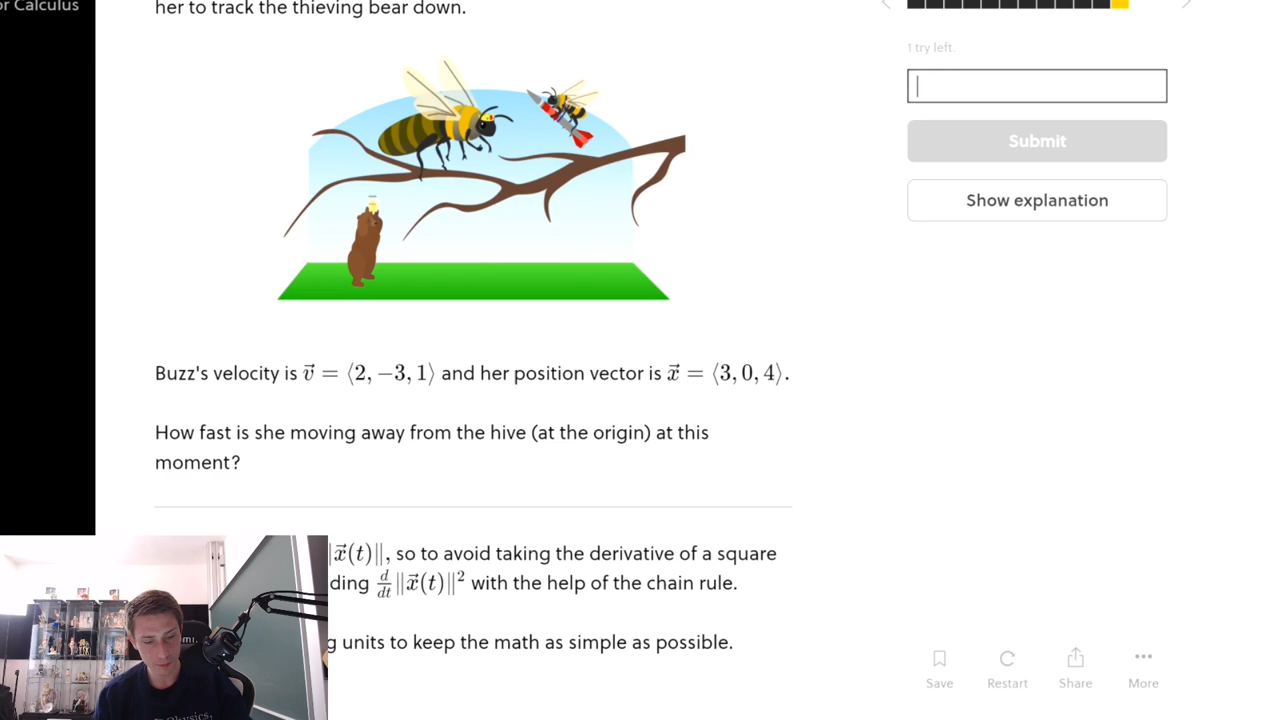 or Calculus
her to track the thieving bear down.
1 try left.
Submit
Show explanation
Buzz's velocity is v⃗ = ⟨2, −3, 1⟩ and her position vector is x⃗ = ⟨3, 0, 4⟩.
How fast is she moving away from the hive (at the origin) at this
moment?
|x⃗(t)||, so to avoid taking the derivative of a square
ding d/dt ||x⃗(t)||² with the help of the chain rule.
g units to keep the math as simple as possible.
Save
Restart
Share
More
mi.
Physics,